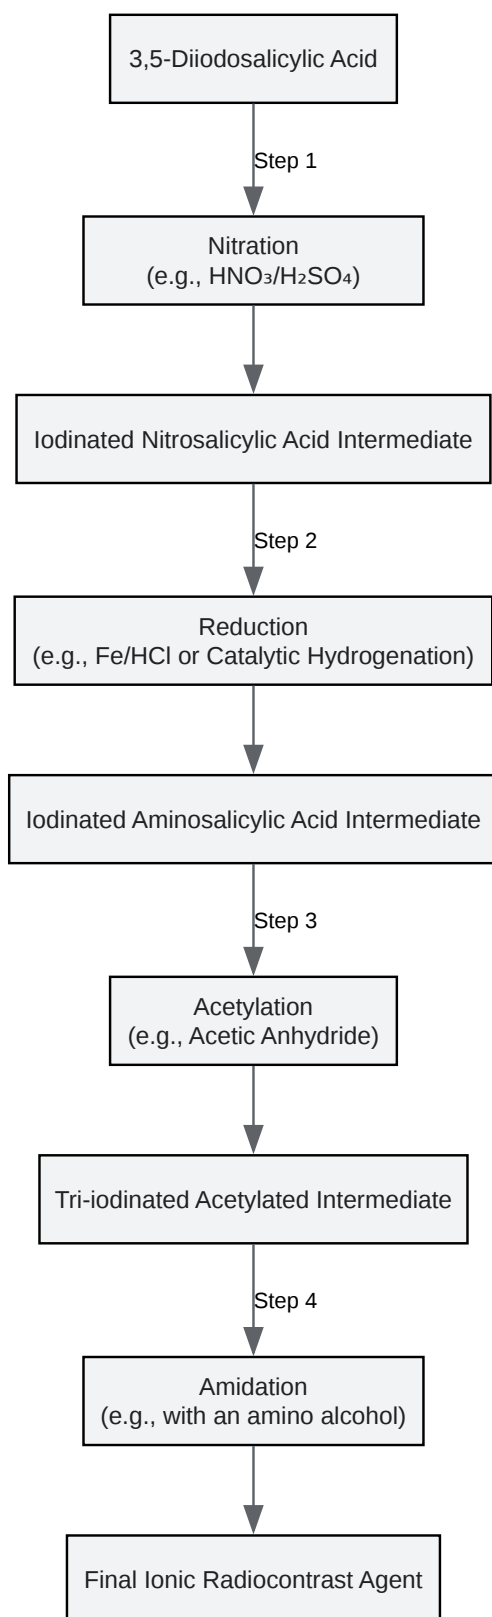 3,5-Diiodosalicylic Acid
Step 1
Nitration
(e.g., HNO₃/H₂SO₄)
Iodinated Nitrosalicylic Acid Intermediate
Step 2
Reduction
(e.g., Fe/HCl or Catalytic Hydrogenation)
Iodinated Aminosalicylic Acid Intermediate
Step 3
Acetylation
(e.g., Acetic Anhydride)
Tri-iodinated Acetylated Intermediate
Step 4
Amidation
(e.g., with an amino alcohol)
Final Ionic Radiocontrast Agent